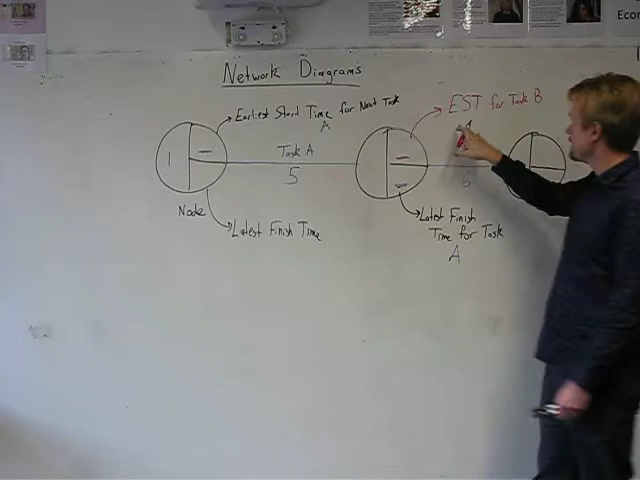 Network Diagrams
Earliest Start Time for Next Task
A
EST for Task B
1
Task A
5
Node
Latest Finish Time
Latest Finish
Time for Task
A
Econ